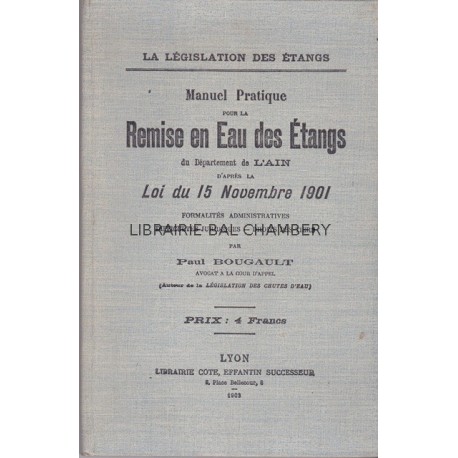 LA LÉGISLATION DES ÉTANGS
Manuel Pratique
POUR LA
Remise en Eau des Étangs
du Département de L'AIN
D'APRÈS LA
Loi du 15 Novembre 1901
FORMALITÉS ADMINISTRATIVES
LIBRAIRIE BAL CHAMBERY
PAR
Paul BOUGAULT
AVOCAT A LA COUR D'APPEL
(Auteur de la LÉGISLATION DES CHUTES D'EAU)
PRIX : 4 Francs
LYON
LIBRAIRIE COTE, EFFANTIN SUCCESSEUR
8, Place Bellecour, 8